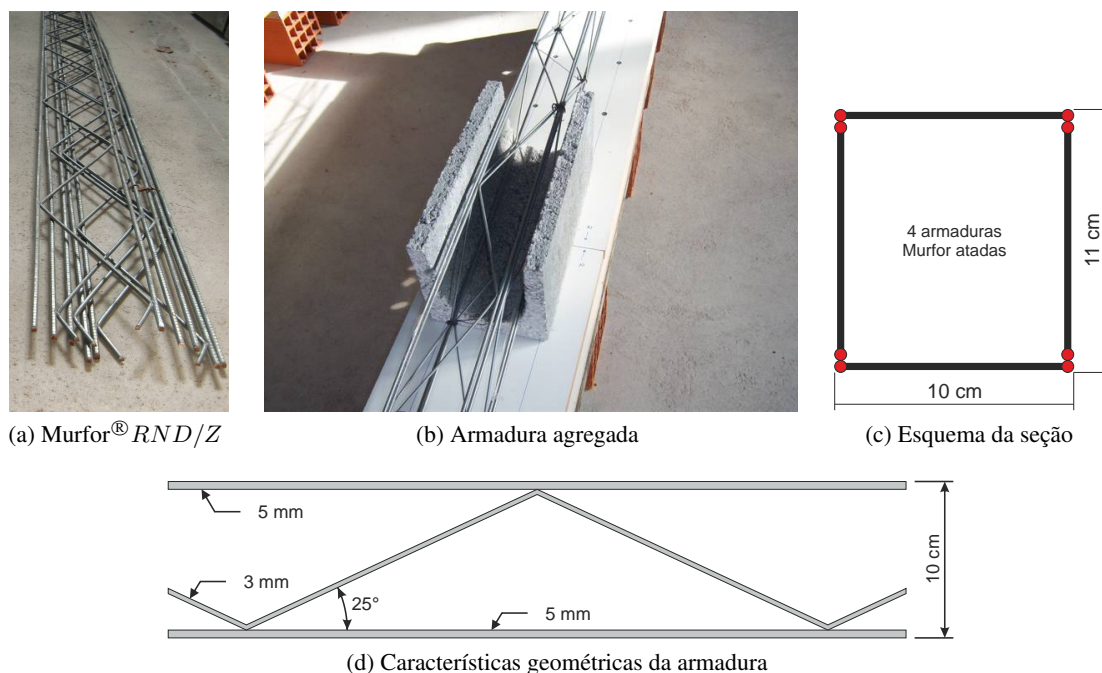 (a) Murfor® RND/Z
(b) Armadura agregada
4 armaduras
Murfor atadas
11 cm
10 cm
(c) Esquema da seção
5 mm
3 mm
25°
5 mm
10 cm
(d) Características geométricas da armadura